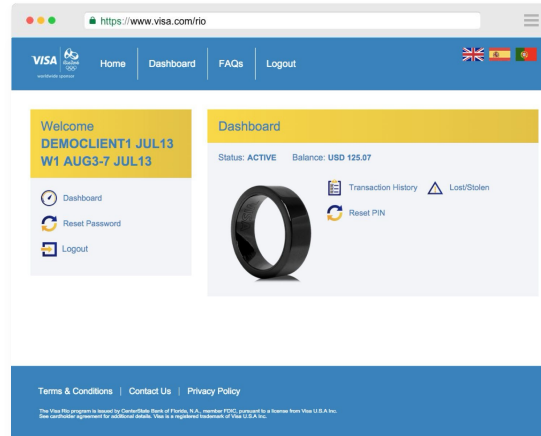 https://www.visa.com/rio
VISA
Rio2016
worldwide sponsor
Home
Dashboard
FAQs
Logout
Welcome
DEMOCLIENT1 JUL13
W1 AUG3-7 JUL13
Dashboard
Reset Password
Logout
Dashboard
Status: ACTIVE Balance: USD 125.07
Transaction History
Lost/Stolen
Reset PIN
Terms & Conditions | Contact Us | Privacy Policy
The Visa Rio program is issued by CenterState Bank of Florida, N.A., member FDIC, pursuant to a license from Visa U.S.A Inc.
See cardholder agreement for additional details. Visa is a registered trademark of Visa U.S.A Inc.